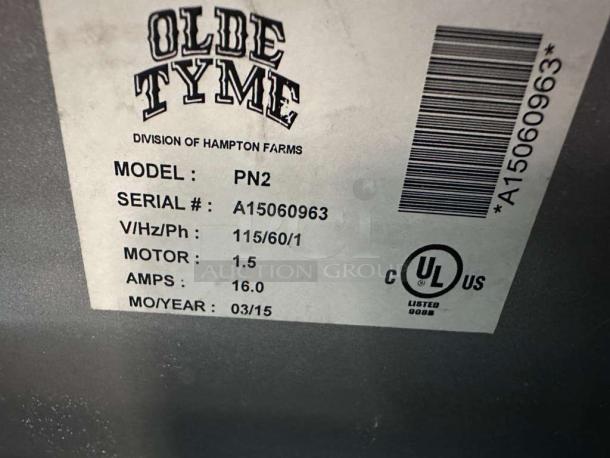 OLDE
TYME
DIVISION OF HAMPTON FARMS
MODEL : PN2
SERIAL # : A15060963
V/Hz/Ph : 115/60/1
MOTOR : 1.5
AMPS : 16.0
MO/YEAR : 03/15
*A15060963*
C UL ® US
LISTED
AUCTION GROUP